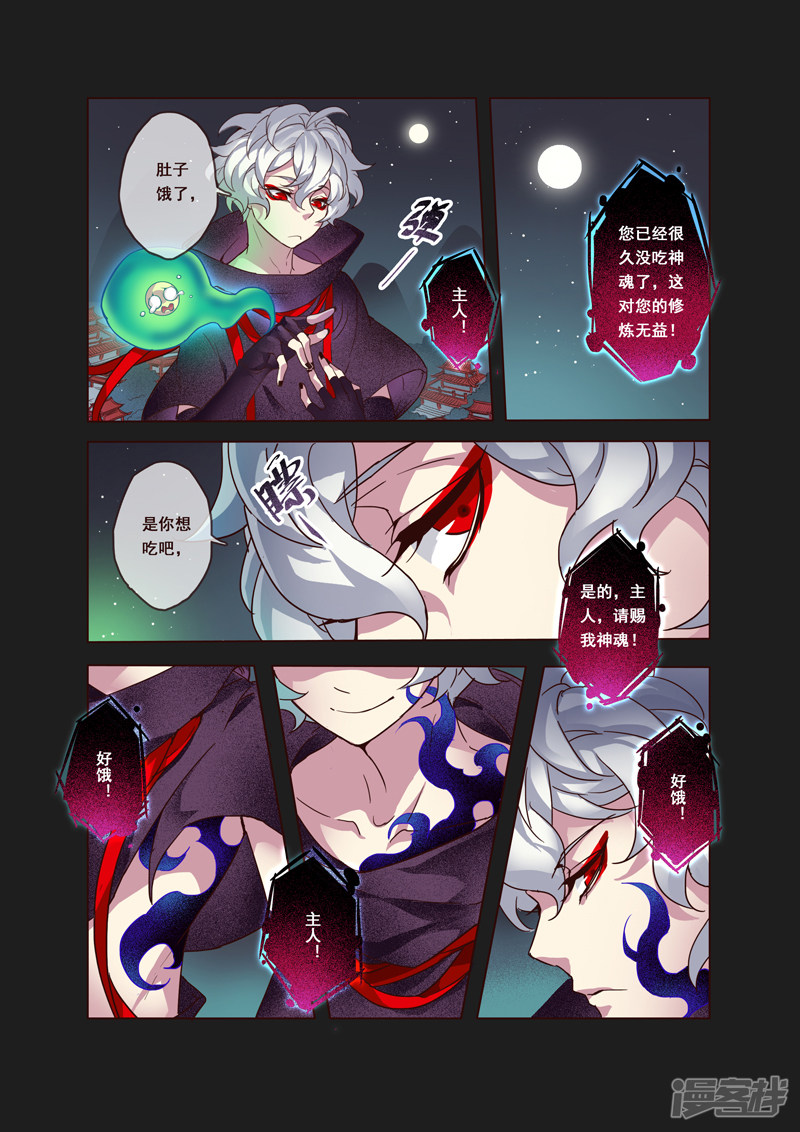 肚子
饿了，
弹
主人！
您已经很
久没吃神
魂了，这
对您的修
炼无益！
瞟
是你想
吃吧，
是的，主
人，请赐
我神魂！
好饿！
主人！
好饿！
漫客栈